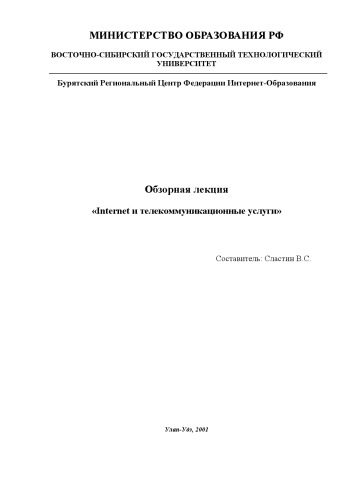 МИНИСТЕРСТВО ОБРАЗОВАНИЯ РФ
ВОСТОЧНО-СИБИРСКИЙ ГОСУДАРСТВЕННЫЙ ТЕХНОЛОГИЧЕСКИЙ
УНИВЕРСИТЕТ
Бурятский Региональный Центр Федерации Интернет-Образования
Обзорная лекция
«Internet и телекоммуникационные услуги»
Составитель: Сластин В.С.
Улан-Удэ, 2001